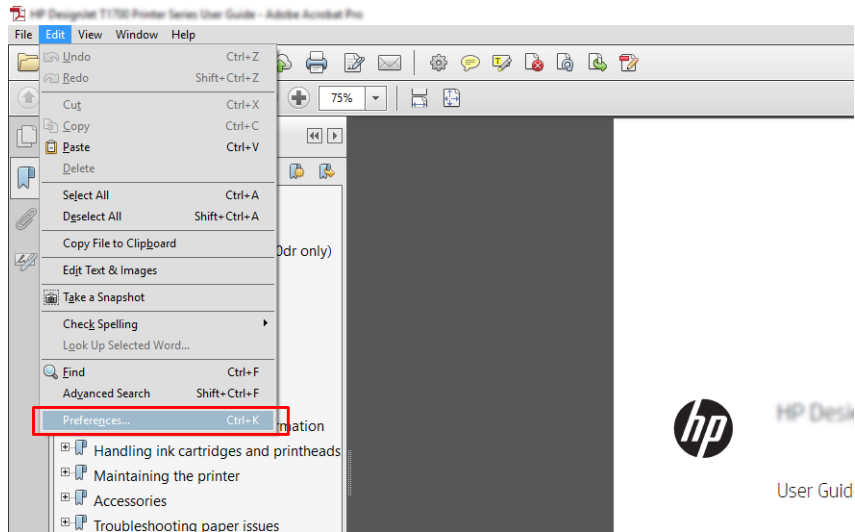 HP DesignJet T1700 Printer Series User Guide - Adobe Acrobat Pro
File Edit View Window Help
75%
Undo Ctrl+Z
Redo Shift+Ctrl+Z
Cut Ctrl+X
Copy Ctrl+C
Paste Ctrl+V
Delete
Select All Ctrl+A
Deselect All Shift+Ctrl+A
Copy File to Clipboard
Edit Text & Images
Take a Snapshot
Check Spelling
Look Up Selected Word...
Find Ctrl+F
Advanced Search Shift+Ctrl+F
Preferences... Ctrl+K
0dr only)
rmation
Handling ink cartridges and printheads
Maintaining the printer
Accessories
Troubleshooting paper issues
hp
HP Desi
User Guid